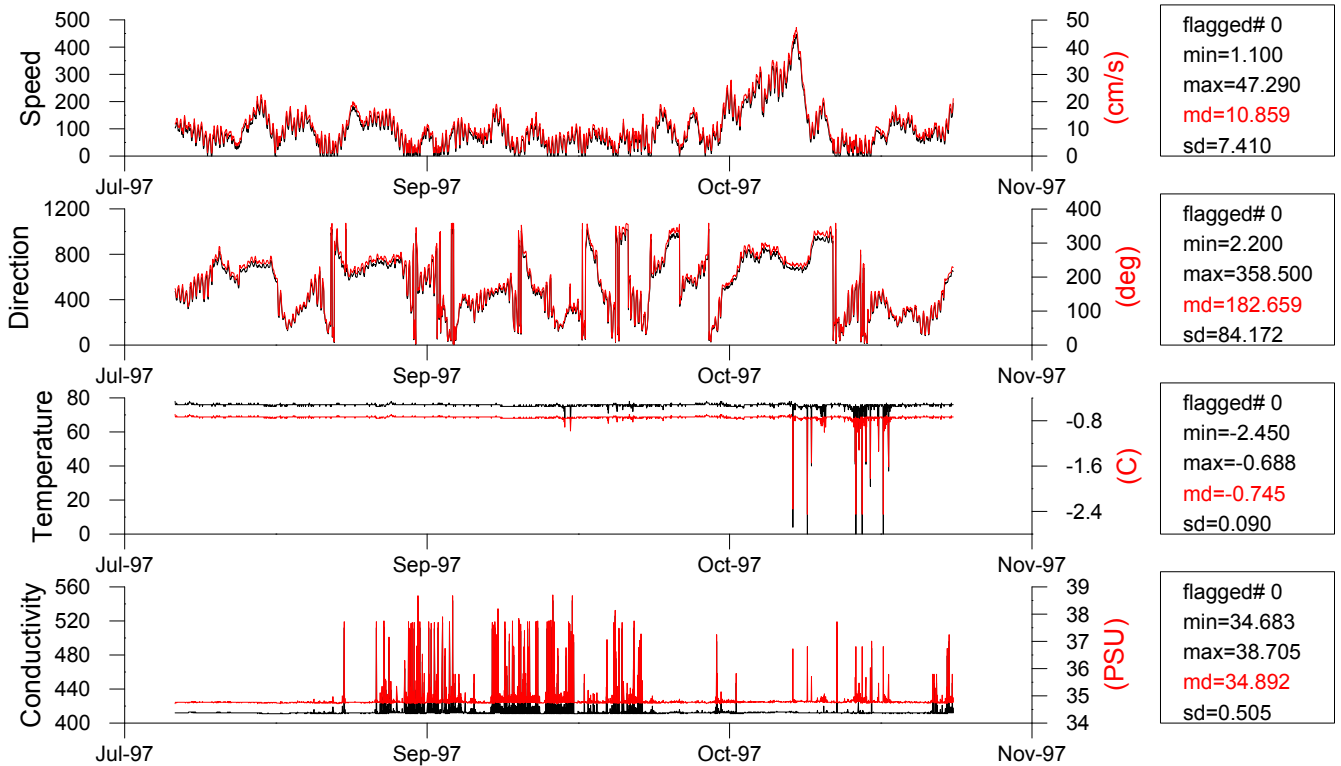 500
400
300
200
100
0
Speed
50
40
30
20
10
0
(cm/s)
Jul-97 Sep-97 Oct-97 Nov-97
flagged# 0
min=1.100
max=47.290
md=10.859
sd=7.410
1200
800
400
0
Direction
400
300
200
100
0
(deg)
Jul-97 Sep-97 Oct-97 Nov-97
flagged# 0
min=2.200
max=358.500
md=182.659
sd=84.172
80
60
40
20
0
Temperature
-0.8
-1.6
-2.4
(C)
Jul-97 Sep-97 Oct-97 Nov-97
flagged# 0
min=-2.450
max=-0.688
md=-0.745
sd=0.090
560
520
480
440
400
Conductivity
39
38
37
36
35
34
(PSU)
Jul-97 Sep-97 Oct-97 Nov-97
flagged# 0
min=34.683
max=38.705
md=34.892
sd=0.505